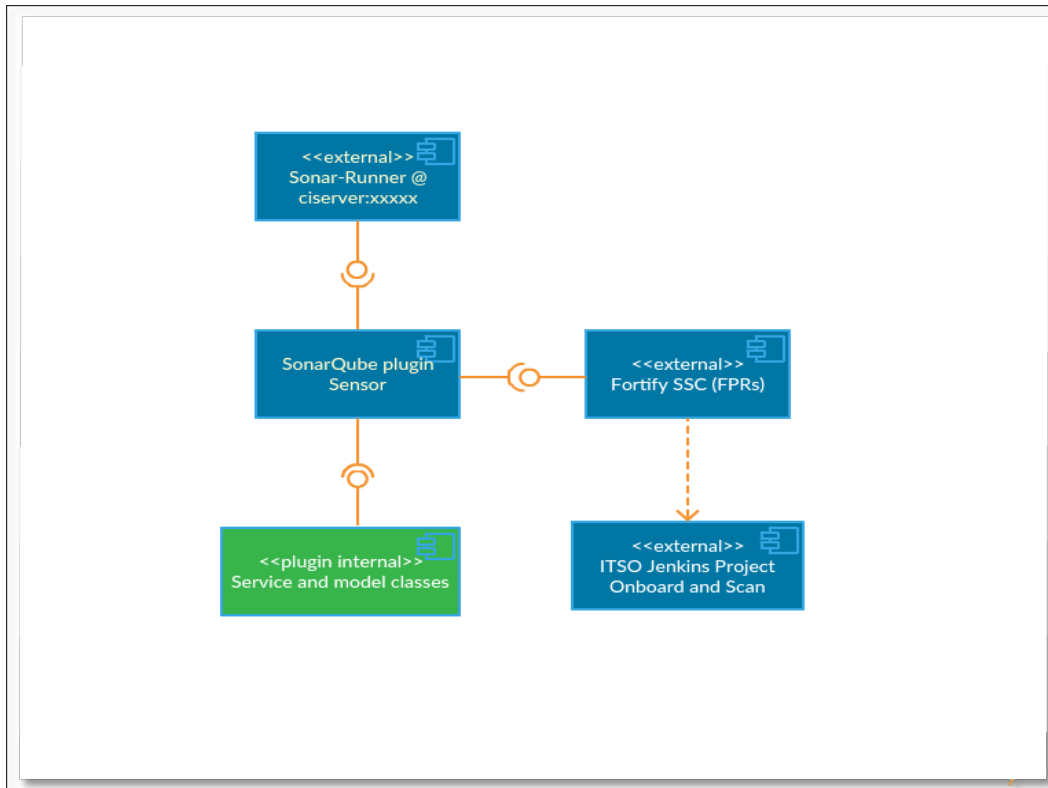 <<external>>
Sonar-Runner @
ciserver:xxxxx
SonarQube plugin
Sensor
<<external>>
Fortify SSC (FPRs)
<<plugin internal>>
Service and model classes
<<external>>
ITSO Jenkins Project
Onboard and Scan